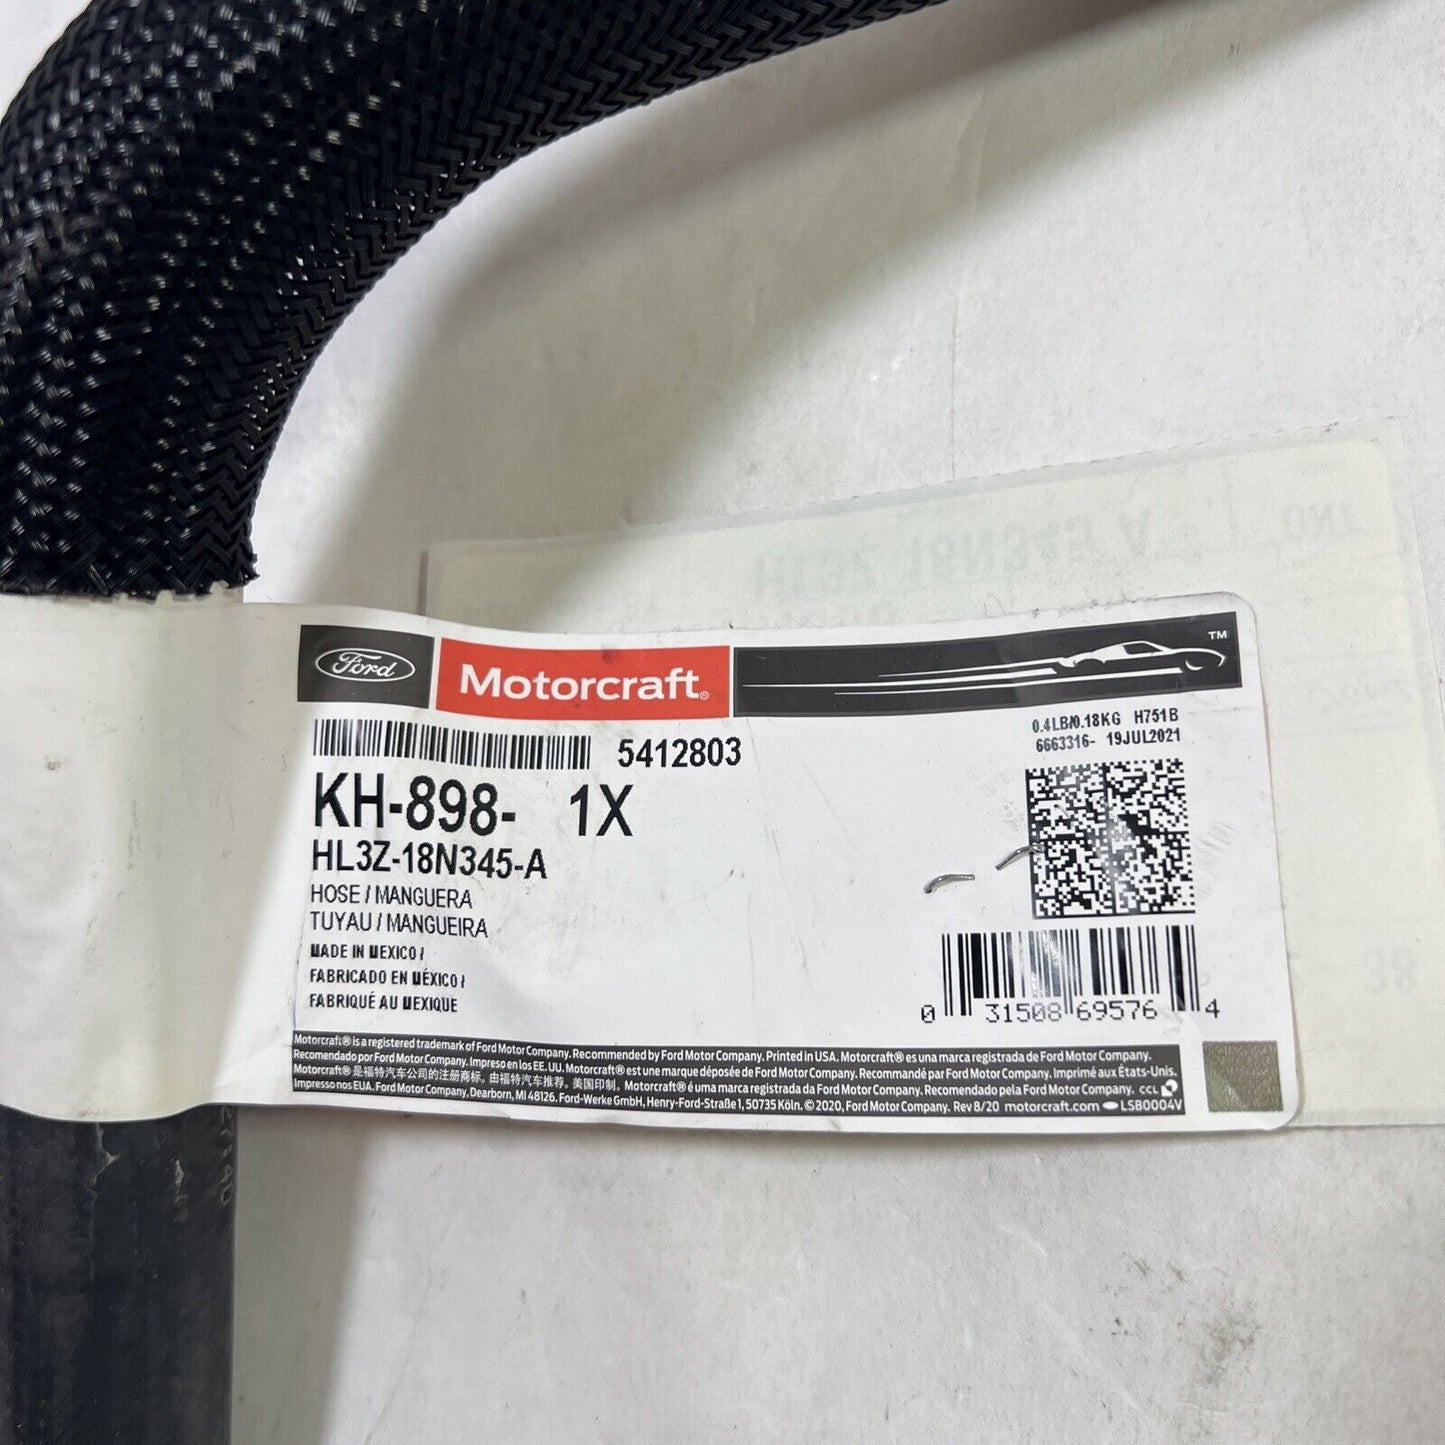 Ford
Motorcraft®
TM
0.4LB/0.18KG H751B
6663316- 19JUL2021
5412803
KH-898- 1X
HL3Z-18N345-A
HOSE / MANGUERA
TUYAU / MANGUEIRA
MADE IN MEXICO /
FABRICADO EN MÉXICO /
FABRIQUÉ AU MEXIQUE
0 31508 69576 4
Motorcraft® is a registered trademark of Ford Motor Company. Recommended by Ford Motor Company. Printed in USA. Motorcraft® es una marca registrada de Ford Motor Company.
Recomendado por Ford Motor Company. Impreso en los EE. UU. Motorcraft® est une marque déposée de Ford Motor Company. Recommandé par Ford Motor Company. Imprimé aux États-Unis.
Motorcraft® 是福特汽车公司的注册商标。由福特汽车推荐。美国印制。Motorcraft® é uma marca registrada da Ford Motor Company. Recomendado pela Ford Motor Company. CCL
Impresso nos EUA. Ford Motor Company, Dearborn, MI 48126. Ford-Werke GmbH, Henry-Ford-Straße 1, 50735 Köln. © 2020, Ford Motor Company. Rev 8/20 motorcraft.com LSB0004V
HL3Z 18N345 A
38